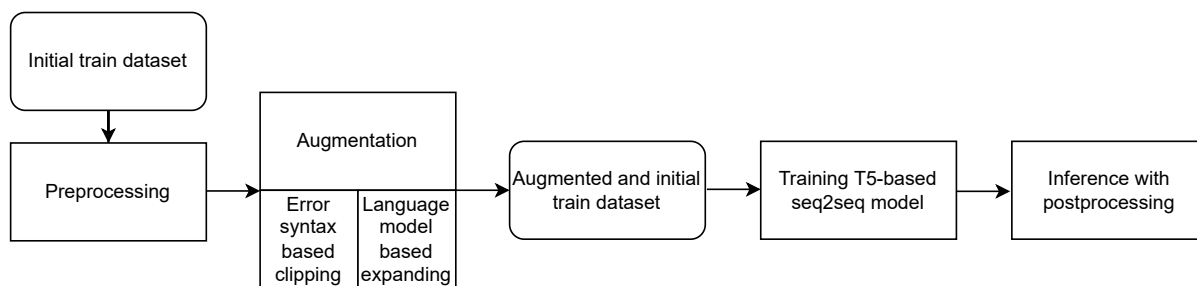 Initial train dataset
Preprocessing
Augmentation
Error
syntax
based
clipping
Language
model
based
expanding
Augmented and initial
train dataset
Training T5-based
seq2seq model
Inference with
postprocessing